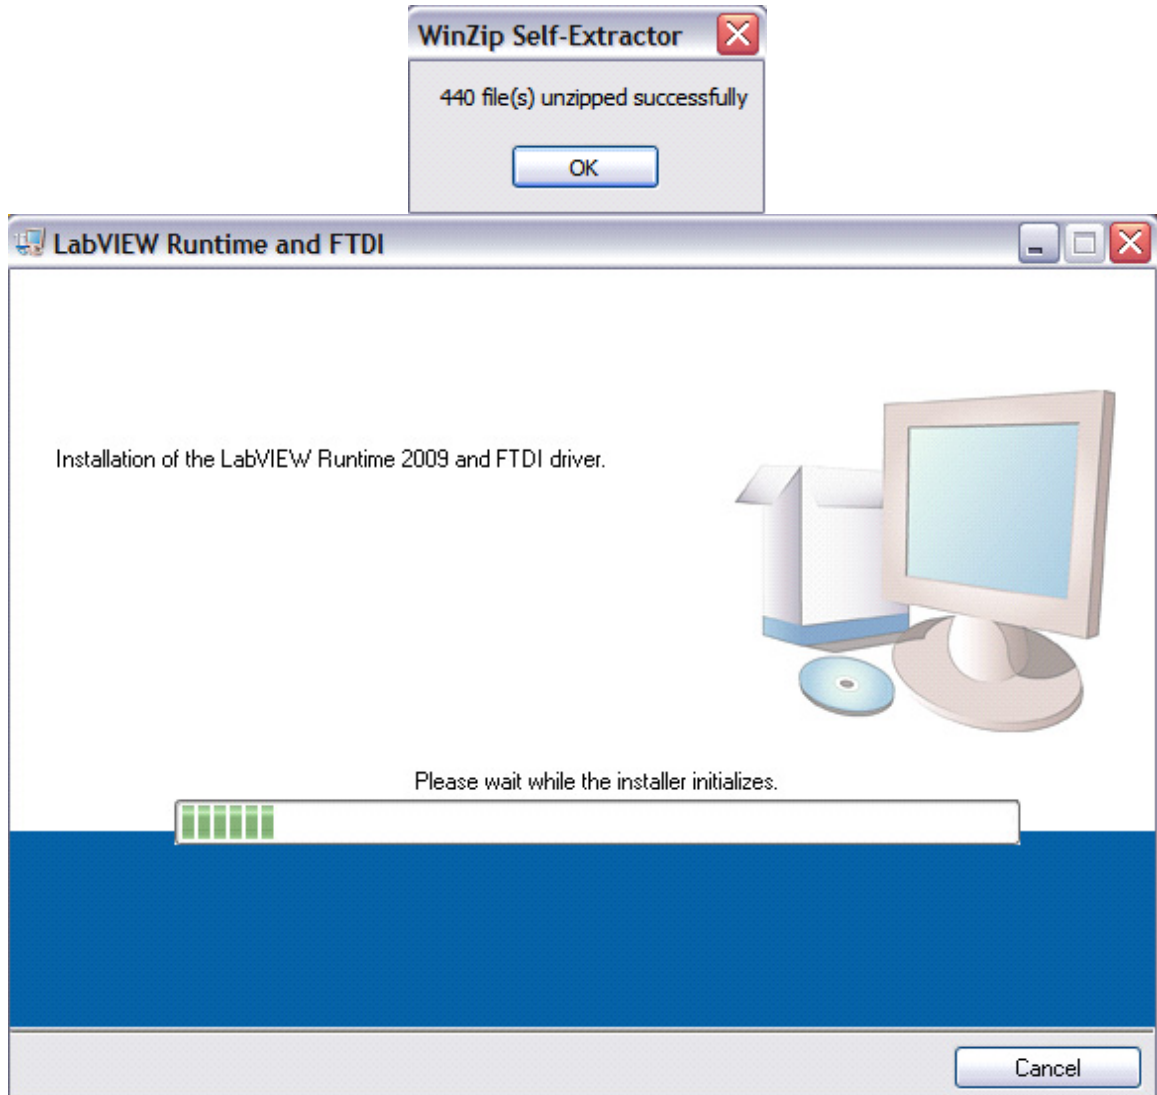 WinZip Self-Extractor
440 file(s) unzipped successfully
OK
LabVIEW Runtime and FTDI
Installation of the LabVIEW Runtime 2009 and FTDI driver.
Please wait while the installer initializes.
Cancel